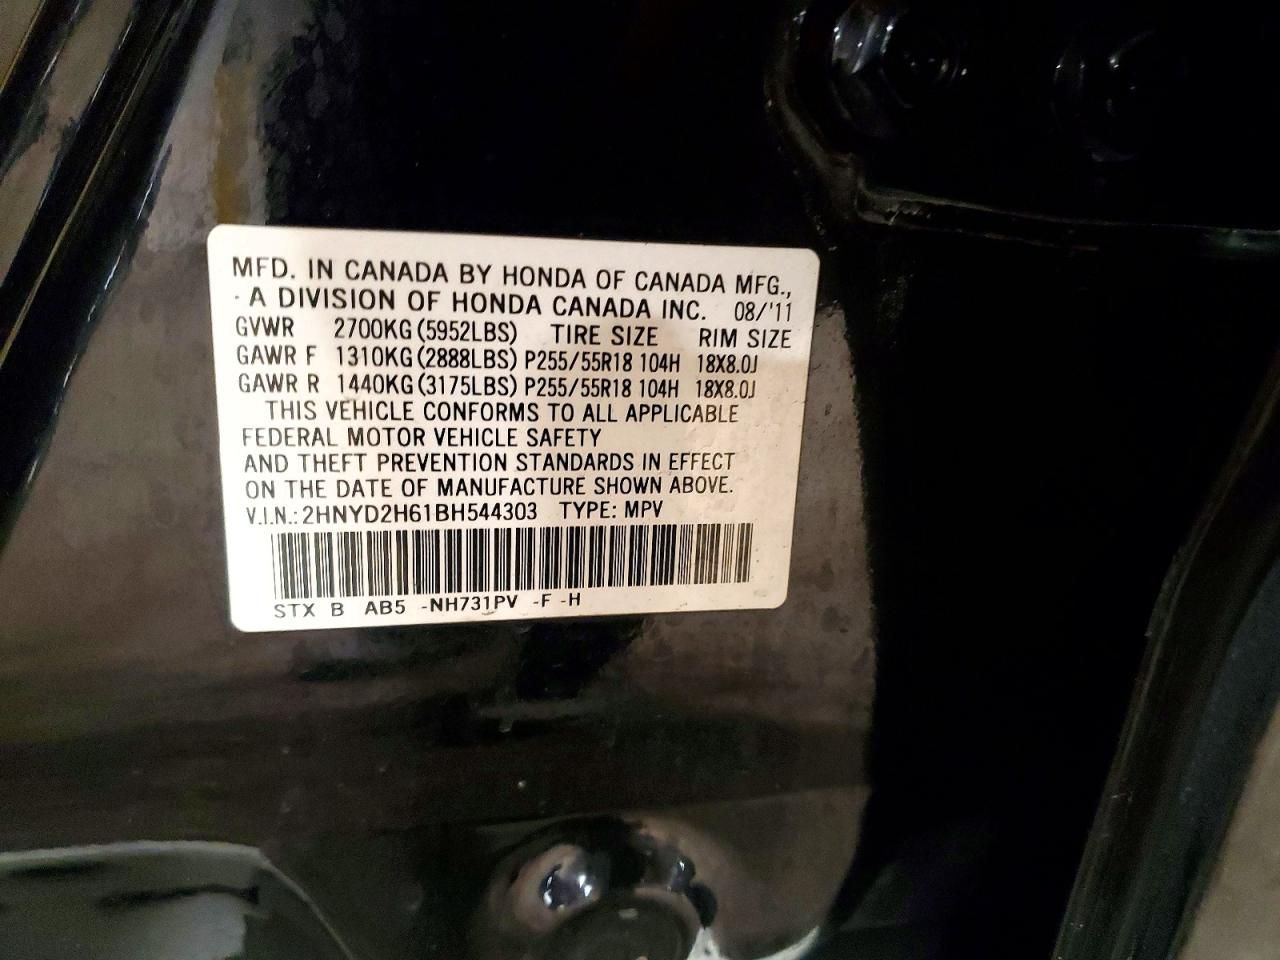 MFD. IN CANADA BY HONDA OF CANADA MFG.,
A DIVISION OF HONDA CANADA INC. 08/'11
GVWR 2700KG (5952LBS) TIRE SIZE RIM SIZE
GAWR F 1310KG (2888LBS) P255/55R18 104H 18X8.0J
GAWR R 1440KG (3175LBS) P255/55R18 104H 18X8.0J
THIS VEHICLE CONFORMS TO ALL APPLICABLE
FEDERAL MOTOR VEHICLE SAFETY
AND THEFT PREVENTION STANDARDS IN EFFECT
ON THE DATE OF MANUFACTURE SHOWN ABOVE.
V.I.N.: 2HNYD2H61BH544303 TYPE: MPV
STX B AB5 -NH731PV -F -H